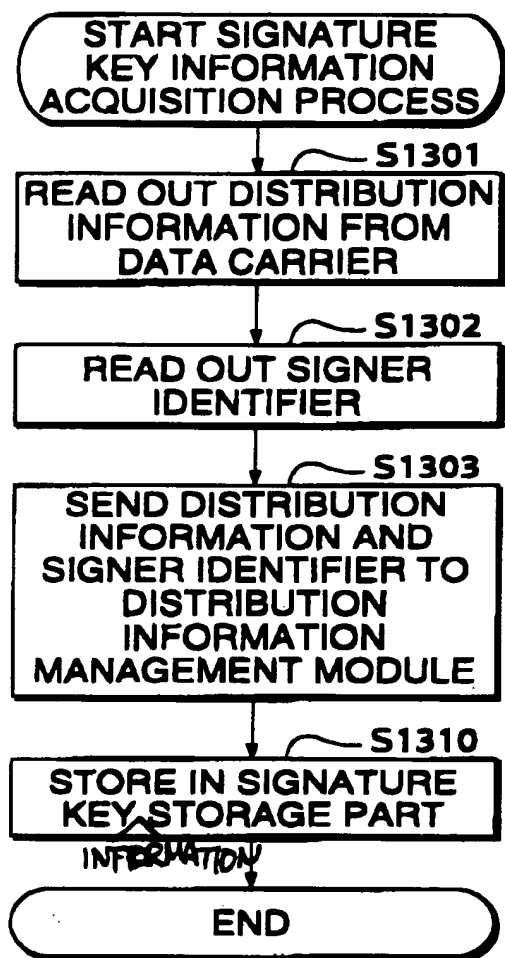 START SIGNATURE
KEY INFORMATION
ACQUISITION PROCESS
S1301
READ OUT DISTRIBUTION
INFORMATION FROM
DATA CARRIER
S1302
READ OUT SIGNER
IDENTIFIER
S1303
SEND DISTRIBUTION
INFORMATION AND
SIGNER IDENTIFIER TO
DISTRIBUTION
INFORMATION
MANAGEMENT MODULE
S1310
STORE IN SIGNATURE
KEY STORAGE PART
INFORMATION
END